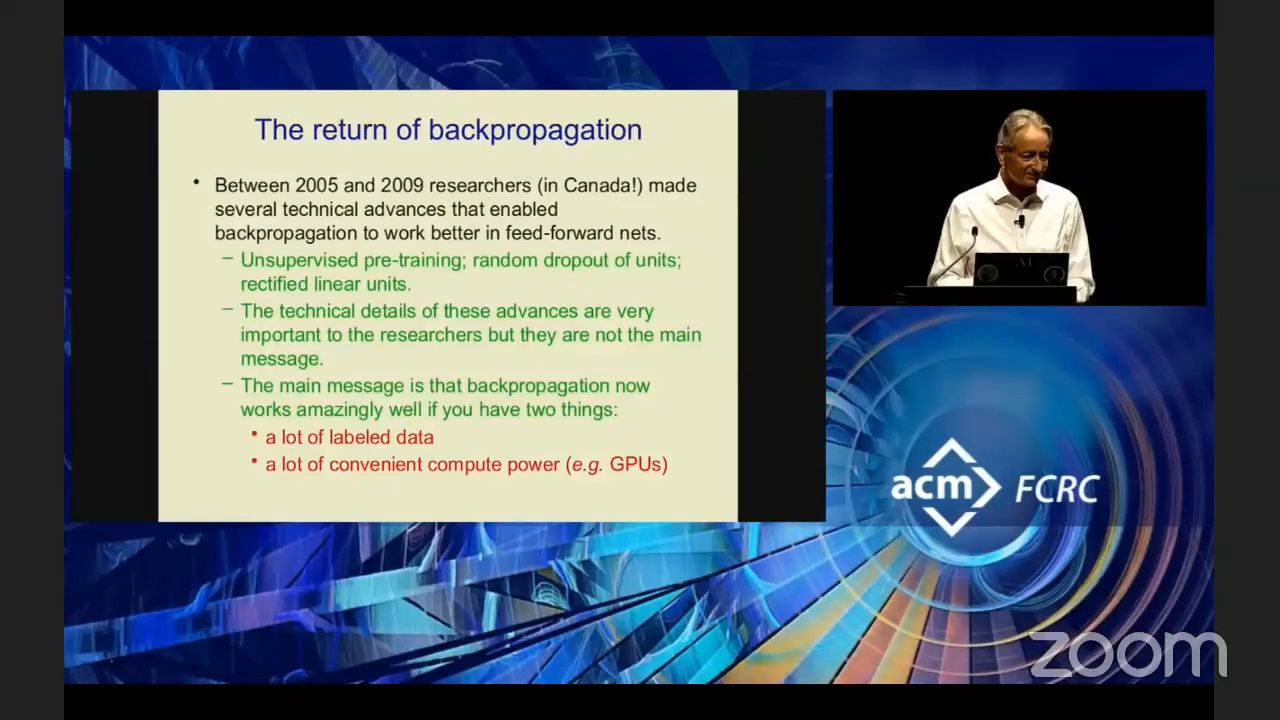 The return of backpropagation
• Between 2005 and 2009 researchers (in Canada!) made
several technical advances that enabled
backpropagation to work better in feed-forward nets.
– Unsupervised pre-training; random dropout of units;
rectified linear units.
– The technical details of these advances are very
important to the researchers but they are not the main
message.
– The main message is that backpropagation now
works amazingly well if you have two things:
• a lot of labeled data
• a lot of convenient compute power (e.g. GPUs)
acm FCRC
zoom